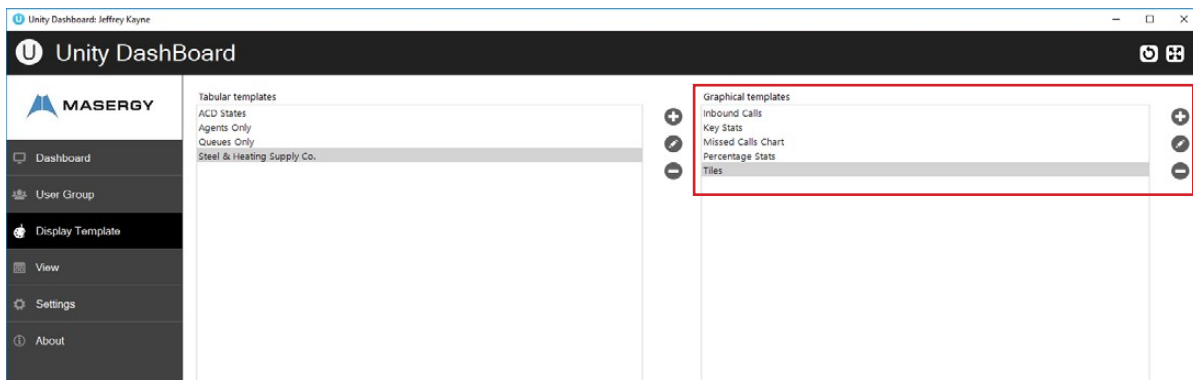 Unity Dashboard: Jeffrey Kayne
Unity DashBoard
MASERGY
Dashboard
User Group
Display Template
View
Settings
About
Tabular templates
ACD States
Agents Only
Queues Only
Steel & Heating Supply Co.
Graphical templates
Inbound Calls
Key Stats
Missed Calls Chart
Percentage Stats
Tiles